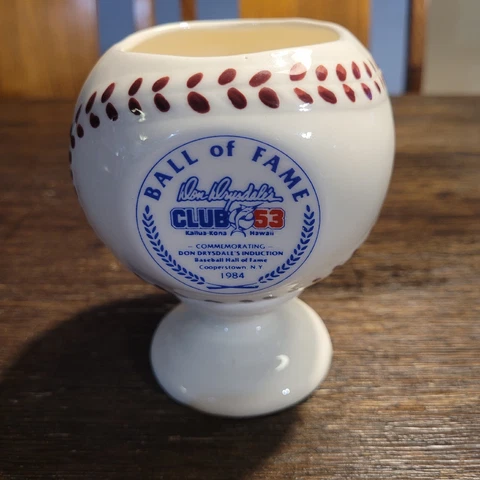 BALL of FAME
Don Drysdale's
CLUB 53
Kailua-Kona Hawaii
— COMMEMORATING —
DON DRYSDALE'S INDUCTION
Baseball Hall of Fame
Cooperstown, N.Y
1984